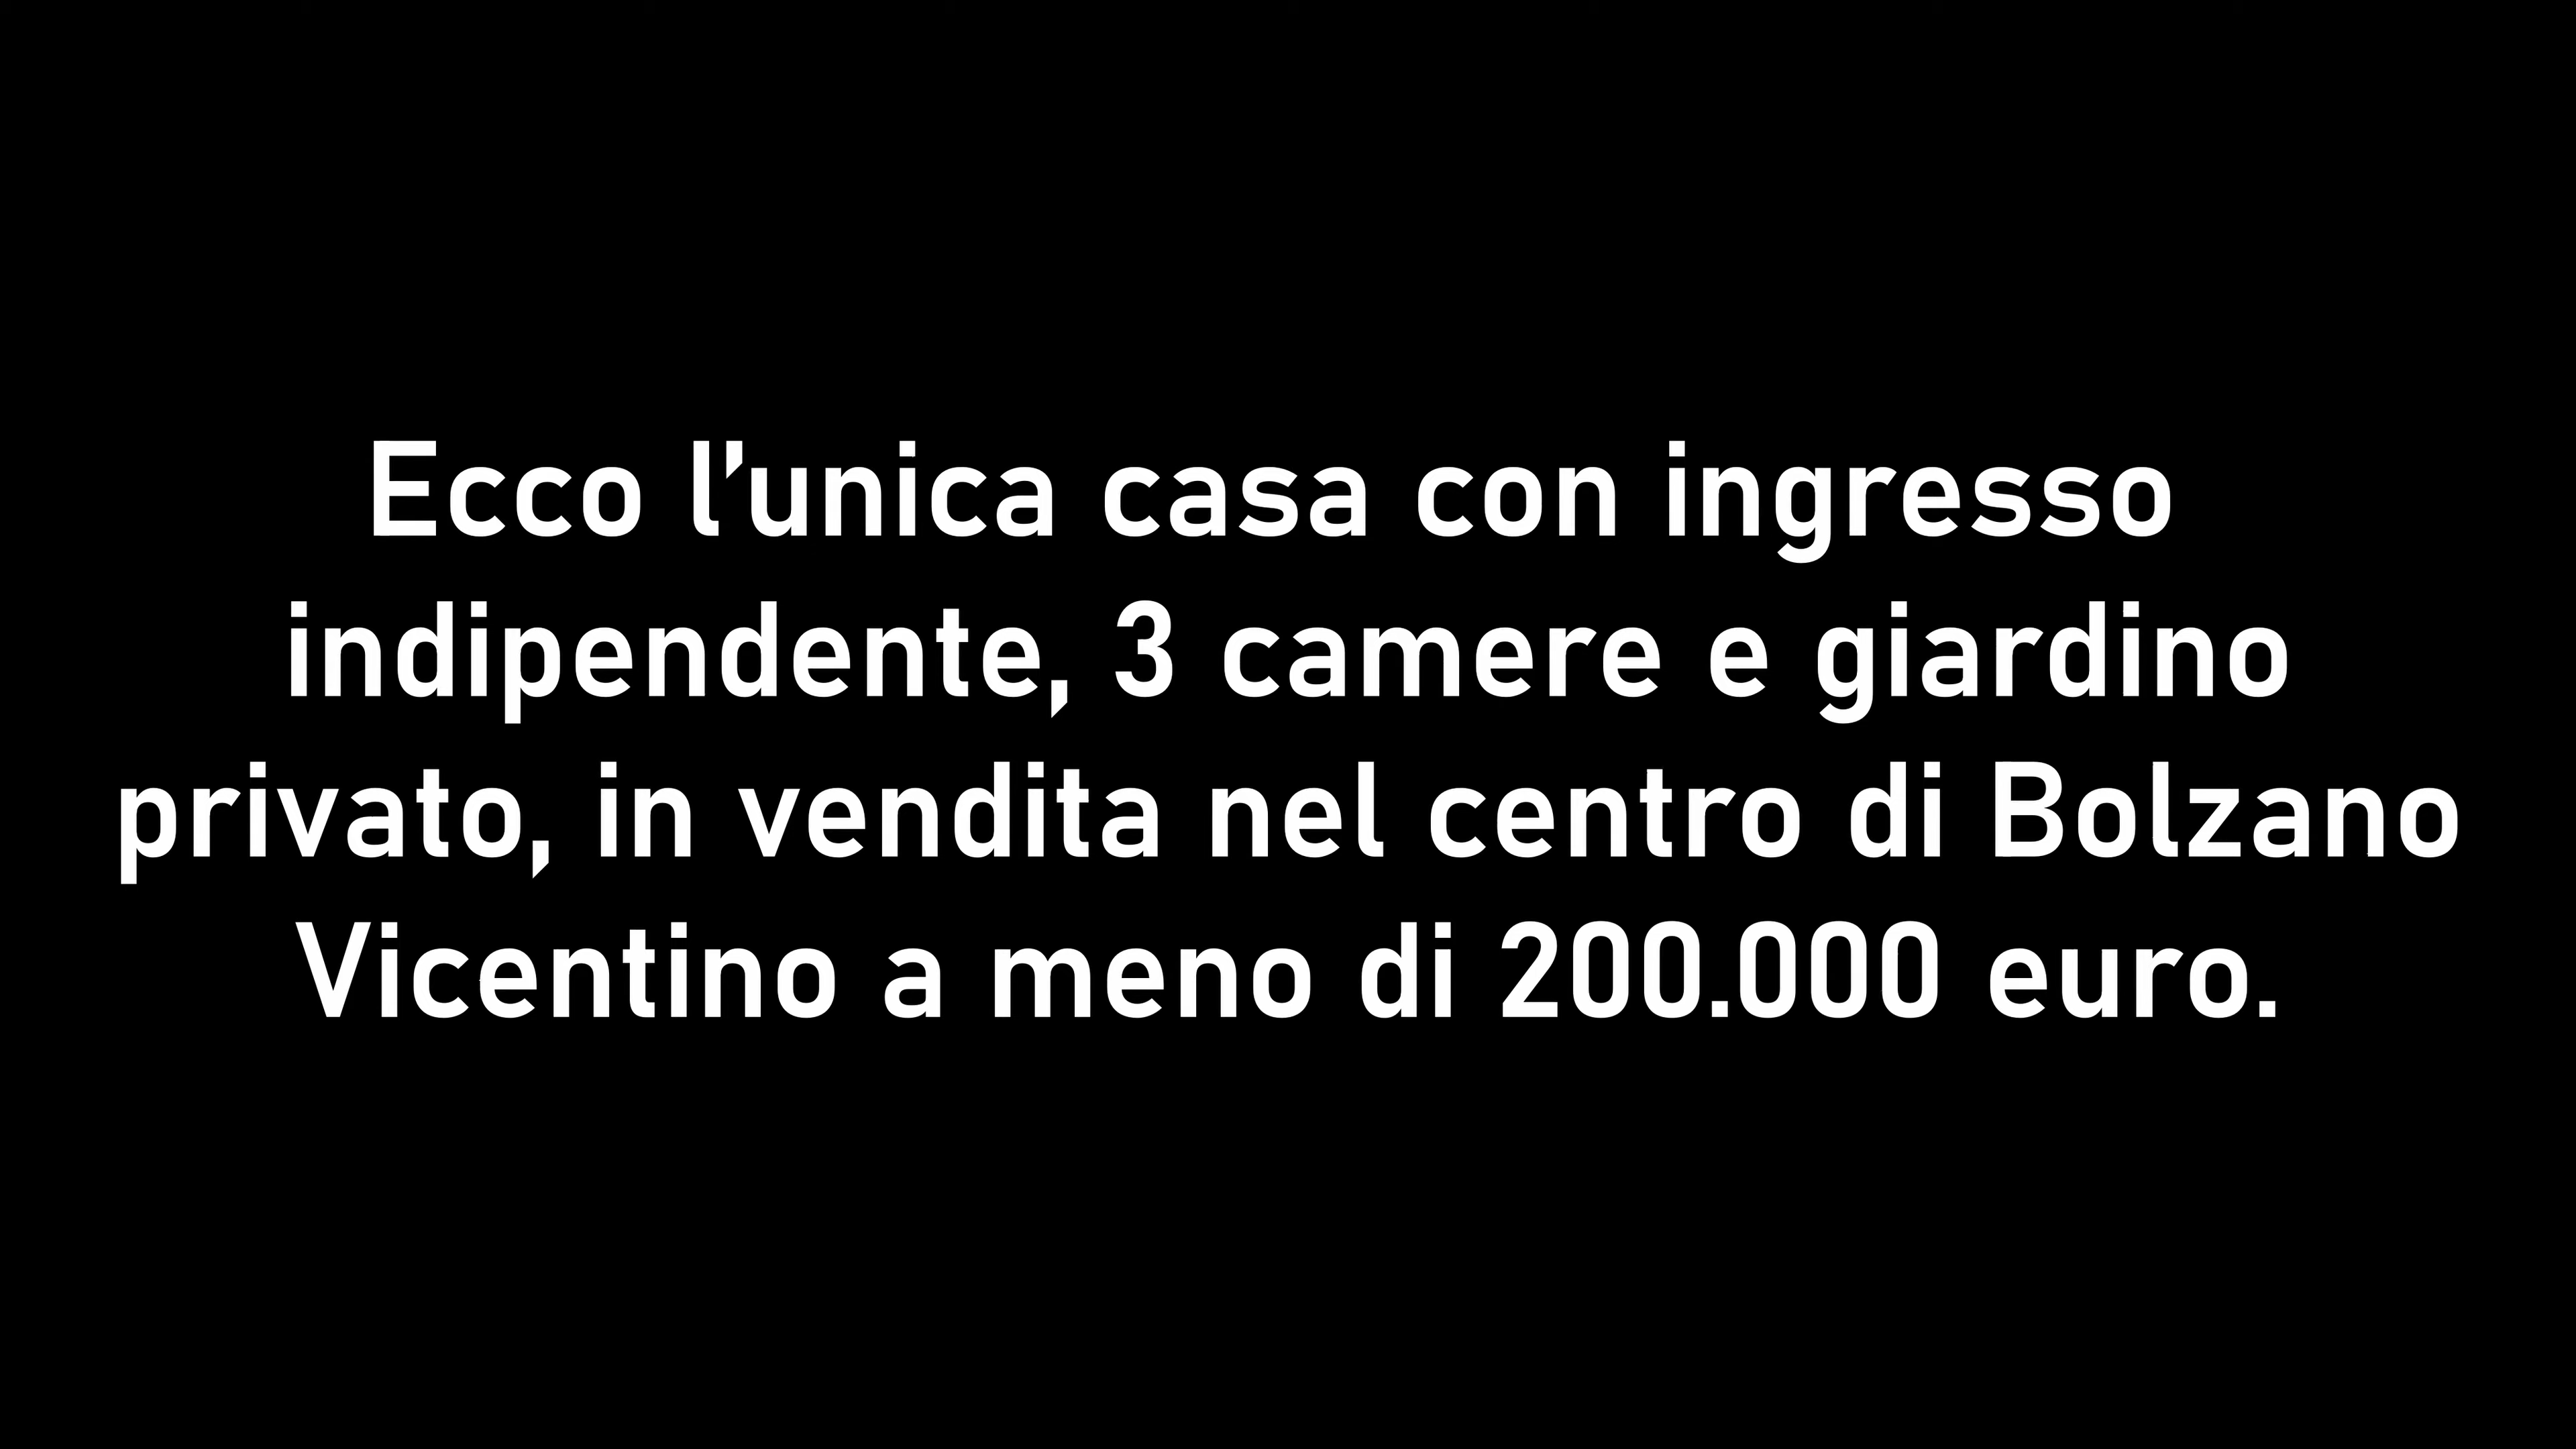 Ecco l’unica casa con ingresso
indipendente, 3 camere e giardino
privato, in vendita nel centro di Bolzano
Vicentino a meno di 200.000 euro.